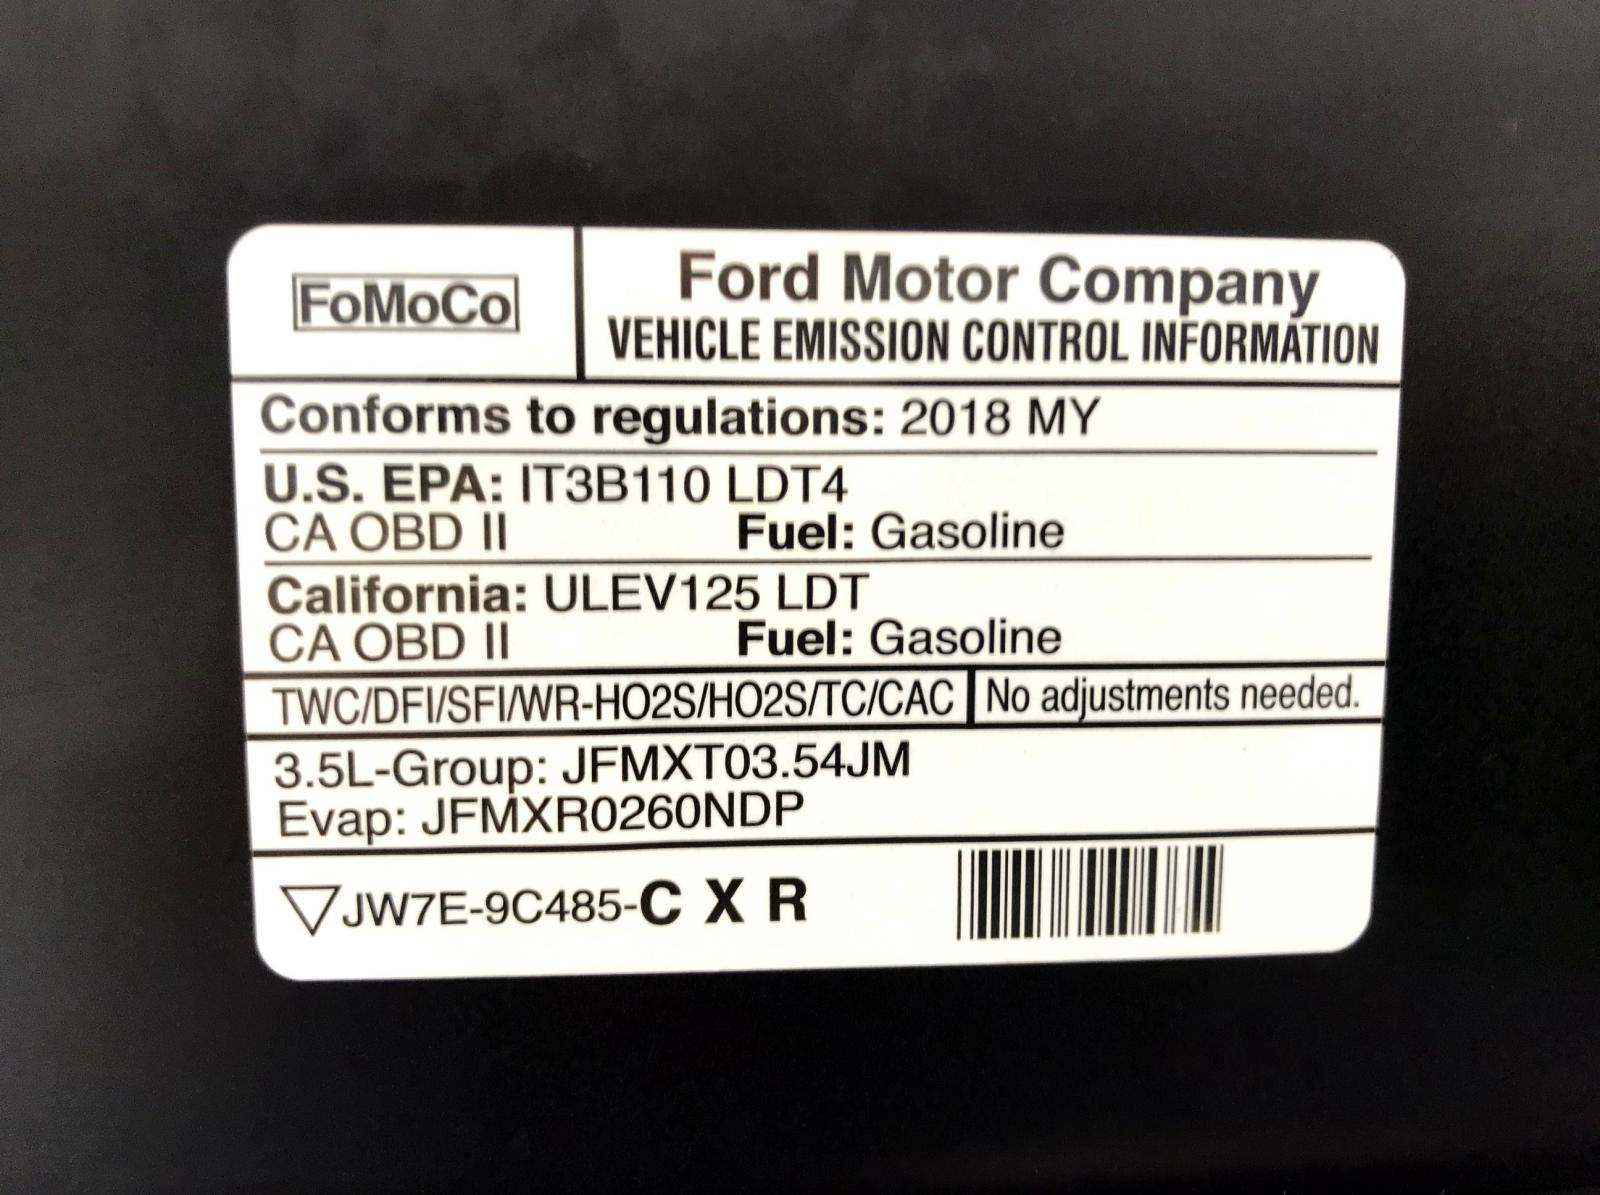 FoMoCo
Ford Motor Company
VEHICLE EMISSION CONTROL INFORMATION
Conforms to regulations: 2018 MY
U.S. EPA: IT3B110 LDT4
CA OBD II Fuel: Gasoline
California: ULEV125 LDT
CA OBD II Fuel: Gasoline
TWC/DFI/SFI/WR-HO2S/HO2S/TC/CAC No adjustments needed.
3.5L-Group: JFMXT03.54JM
Evap: JFMXR0260NDP
JW7E-9C485-C X R